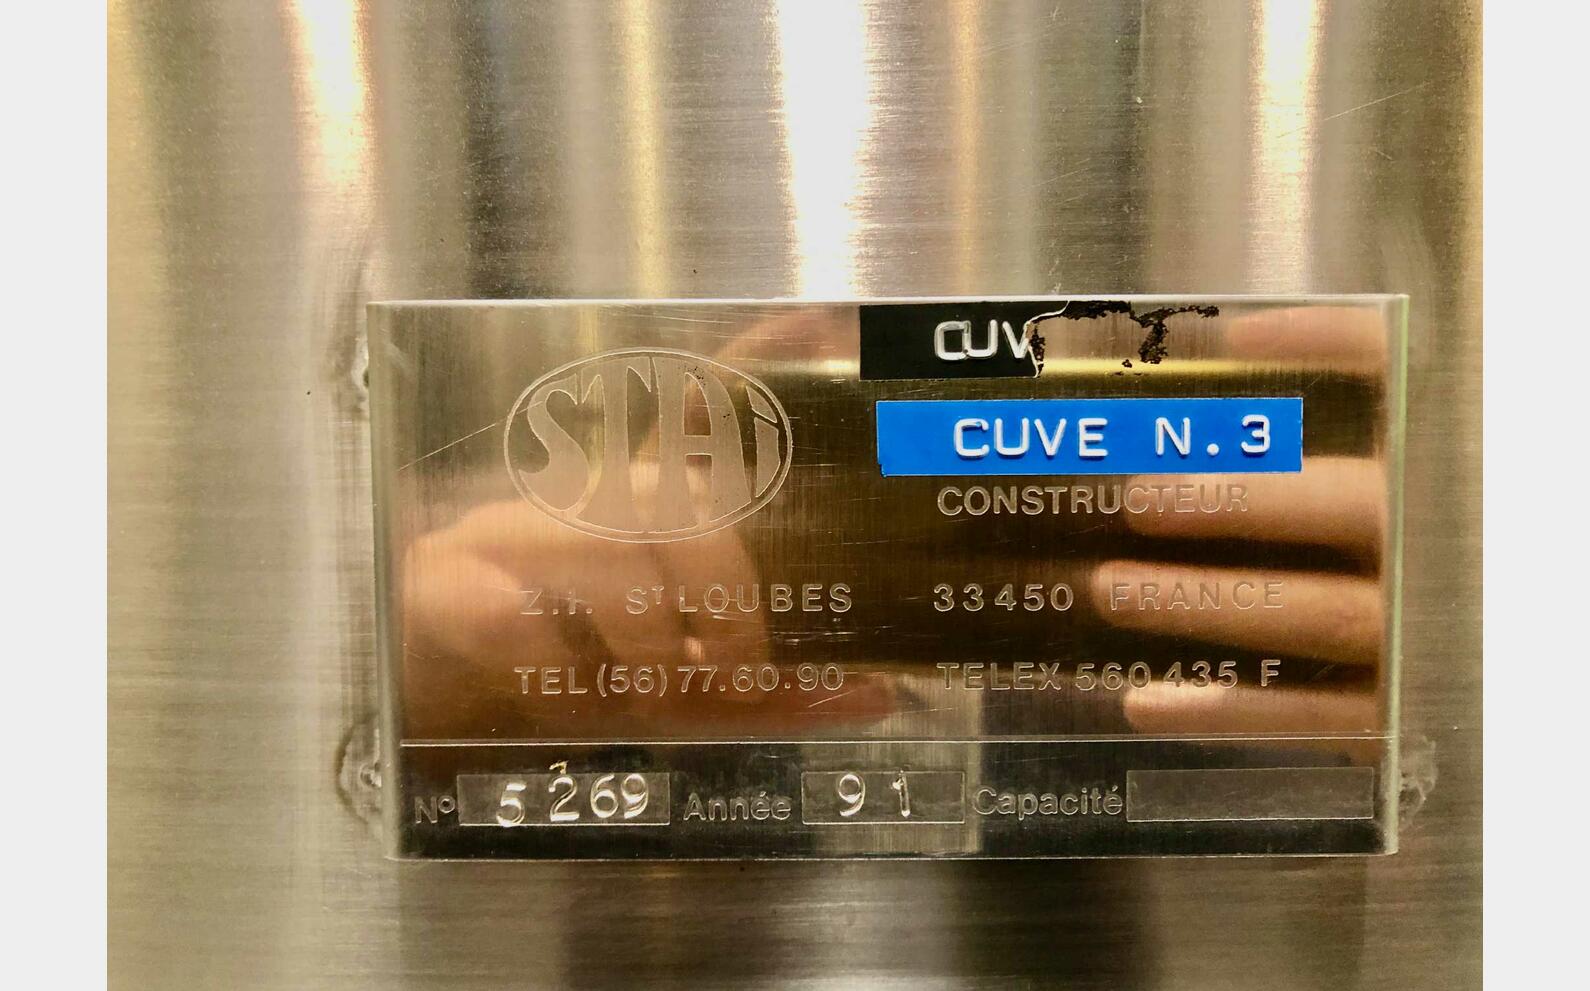 CUV
STAi
CUVE N. 3
CONSTRUCTEUR
Z.I. ST LOUBES 33450 FRANCE
TEL (56) 77.60.90 TELEX 560 435 F
No 5269 Année 91 Capacité